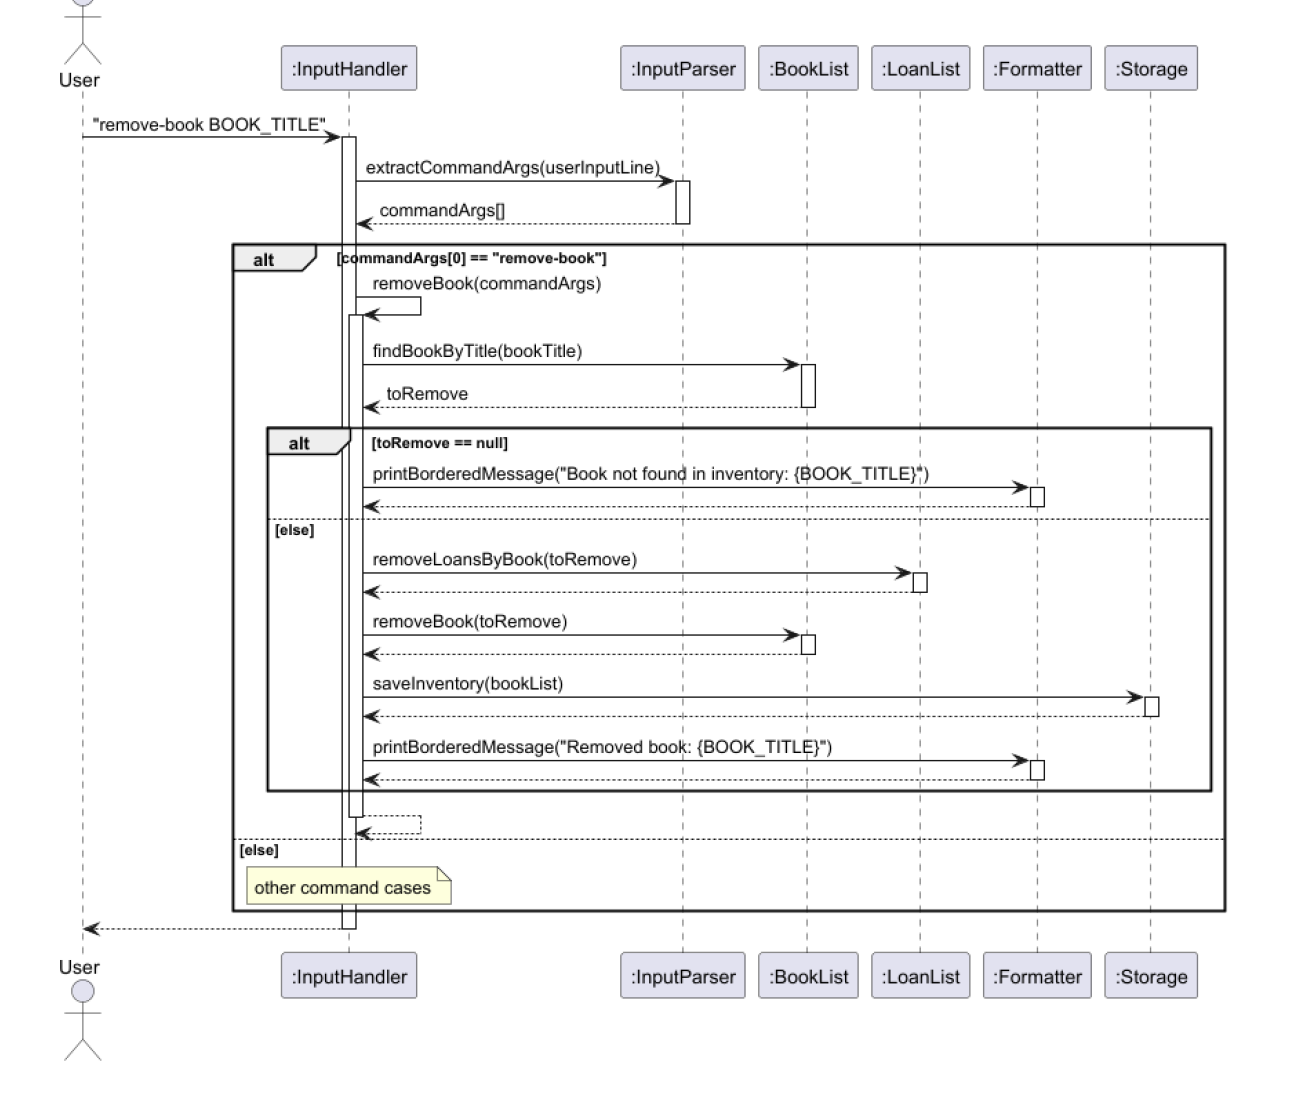 User
:InputHandler
:InputParser
:BookList
:LoanList
:Formatter
:Storage
"remove-book BOOK_TITLE"
extractCommandArgs(userInputLine)
commandArgs[]
alt
[commandArgs[0] == "remove-book"]
removeBook(commandArgs)
findBookByTitle(bookTitle)
toRemove
alt
[toRemove == null]
printBorderedMessage("Book not found in inventory: {BOOK_TITLE}")
[else]
removeLoansByBook(toRemove)
removeBook(toRemove)
saveInventory(bookList)
printBorderedMessage("Removed book: {BOOK_TITLE}")
[else]
other command cases
User
:InputHandler
:InputParser
:BookList
:LoanList
:Formatter
:Storage